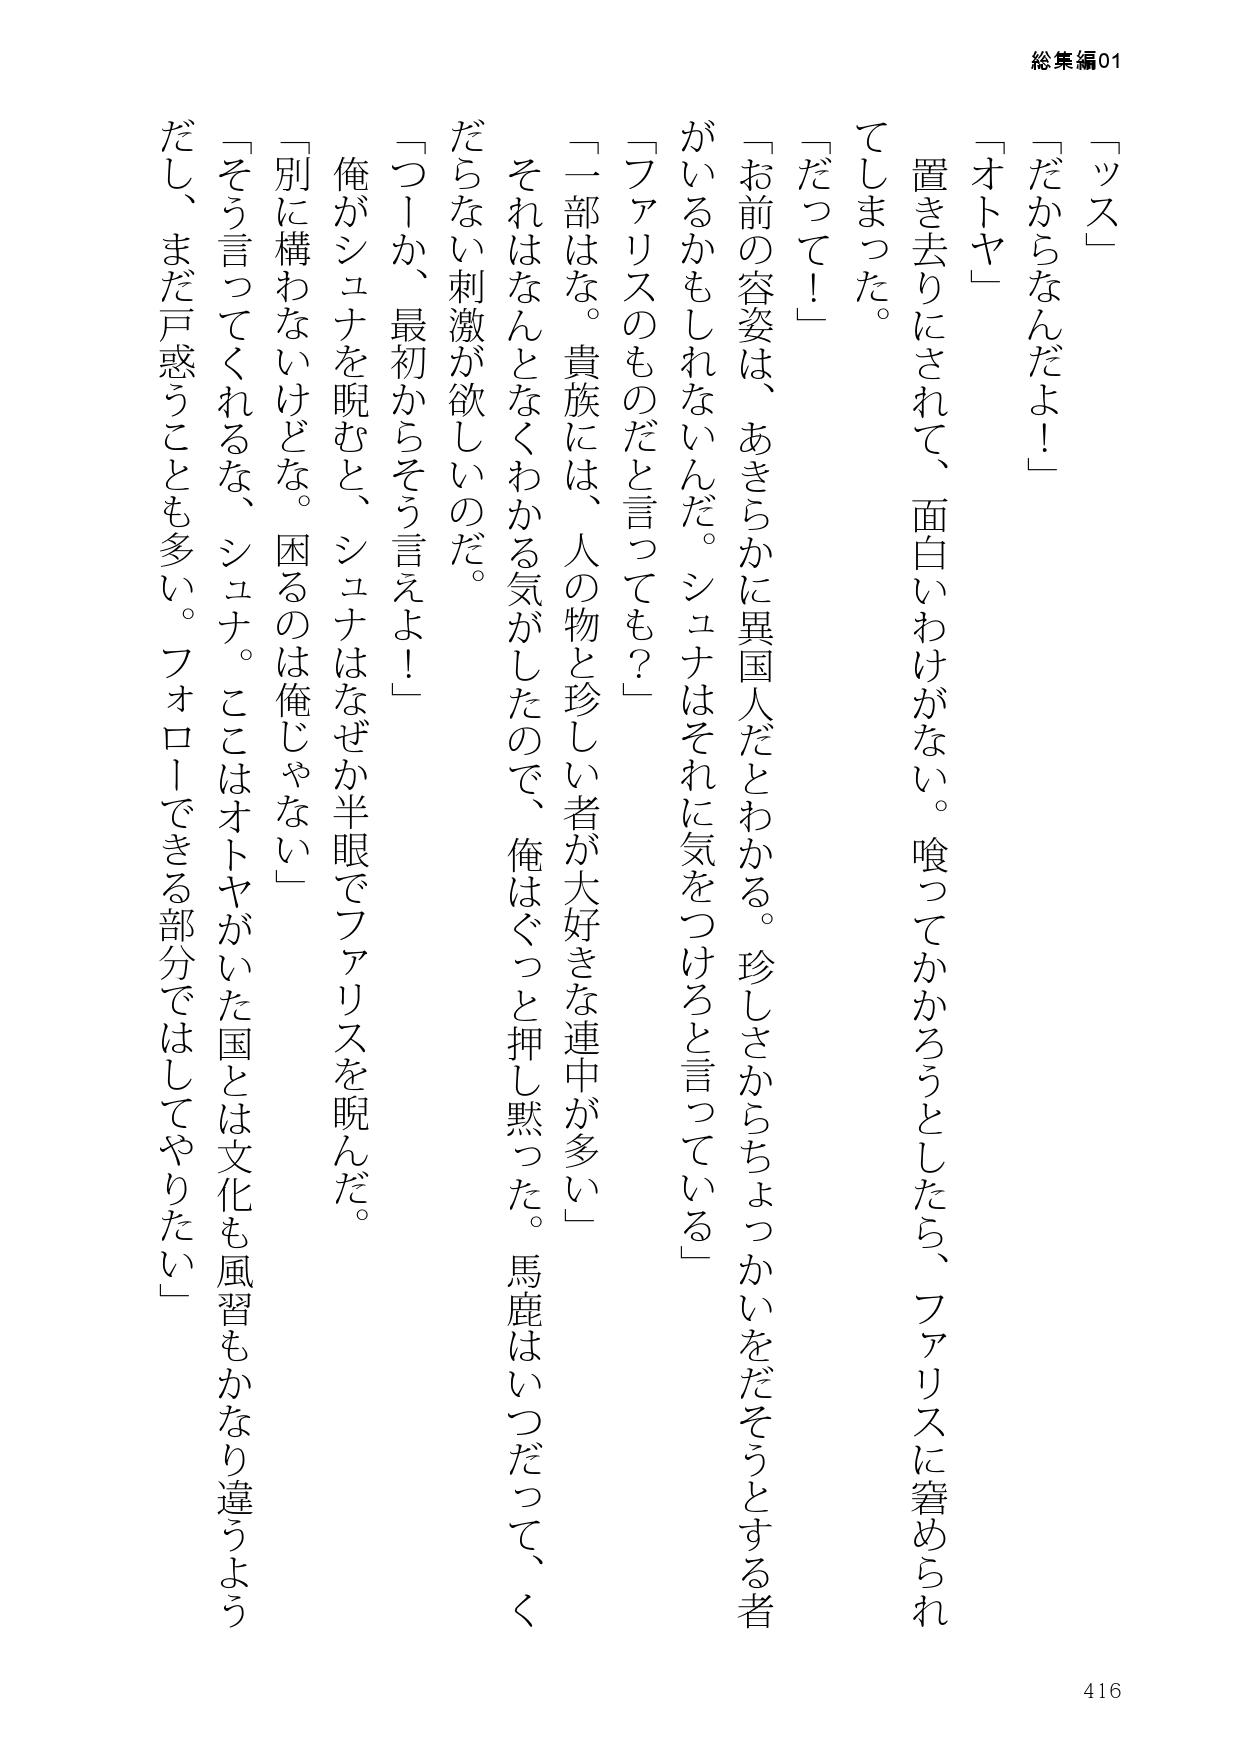 総集編01
「ッス」
「だからなんだよ！」
「オトヤ」
　置き去りにされて、面白いわけがない。喰ってかかろうとしたら、ファリスに窘められ
てしまった。
「だって！」
「お前の容姿は、あきらかに異国人だとわかる。珍しさからちょっかいをだそうとする者
がいるかもしれないんだ。シュナはそれに気をつけろと言っている」
「ファリスのものだと言っても？」
「一部はな。貴族には、人の物と珍しい者が大好きな連中が多い」
　それはなんとなくわかる気がしたので、俺はぐっと押し黙った。馬鹿はいつだって、く
だらない刺激が欲しいのだ。
「つーか、最初からそう言えよ！」
　俺がシュナを睨むと、シュナはなぜか半眼でファリスを睨んだ。
「別に構わないけどな。困るのは俺じゃない」
「そう言ってくれるな、シュナ。ここはオトヤがいた国とは文化も風習もかなり違うよう
だし、まだ戸惑うことも多い。フォローできる部分ではしてやりたい」
416